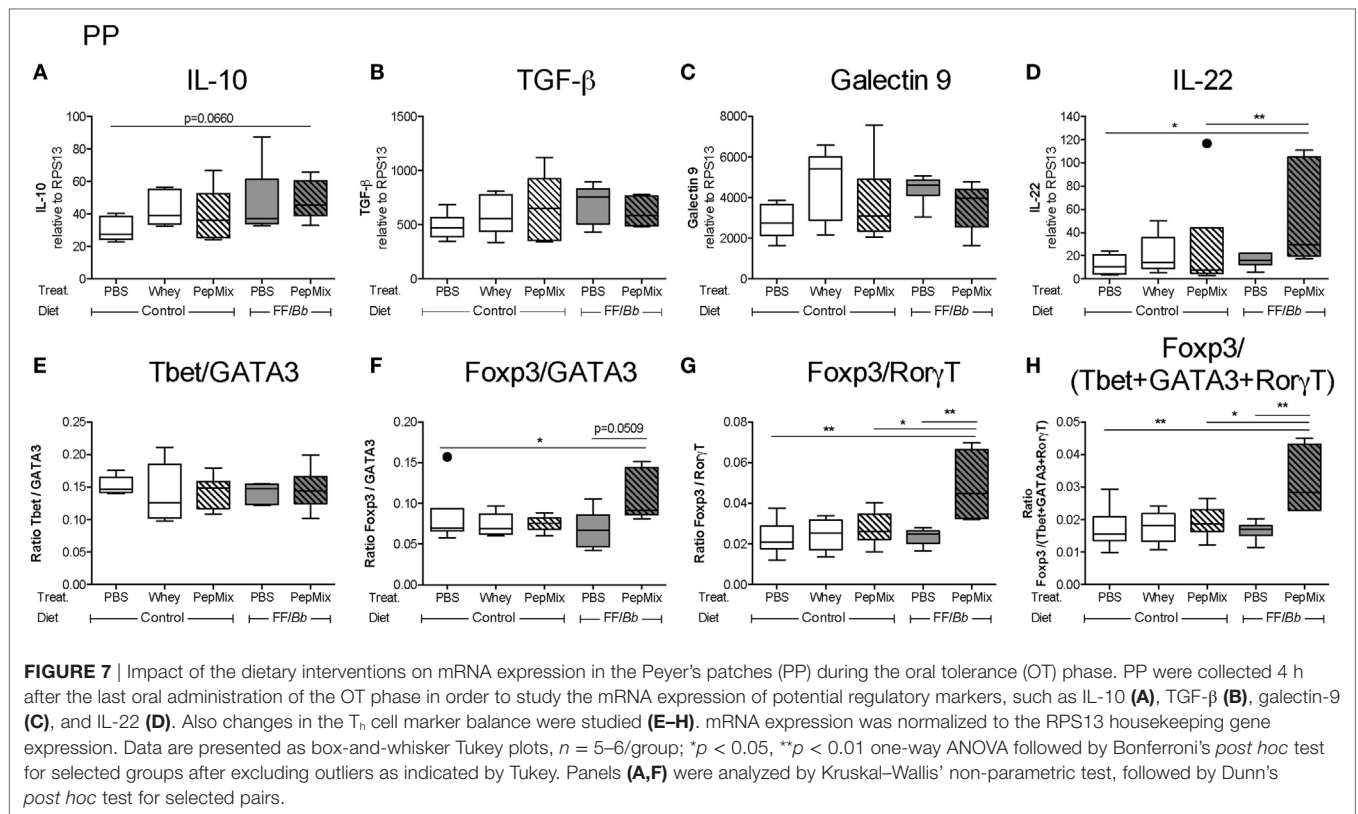 PP
A IL-10
IL-10
relative to RPS13
100
80
60
40
20
0
p=0.0660
Treat. PBS Whey PepMix PBS PepMix
Diet Control FF/Bb
B TGF-β
TGF-β
relative to RPS13
1500
1000
500
0
Treat. PBS Whey PepMix PBS PepMix
Diet Control FF/Bb
C Galectin 9
Galectin 9
relative to RPS13
8000
6000
4000
2000
0
Treat. PBS Whey PepMix PBS PepMix
Diet Control FF/Bb
D IL-22
IL-22
relative to RPS13
140
120
100
80
60
40
20
0
* **
Treat. PBS Whey PepMix PBS PepMix
Diet Control FF/Bb
E Tbet/GATA3
Ratio Tbet / GATA3
0.25
0.20
0.15
0.10
0.05
0.00
Treat. PBS Whey PepMix PBS PepMix
Diet Control FF/Bb
F Foxp3/GATA3
Ratio Foxp3 / GATA3
0.20
0.15
0.10
0.05
0.00
* p=0.0509
Treat. PBS Whey PepMix PBS PepMix
Diet Control FF/Bb
G Foxp3/RorγT
Ratio Foxp3 / RorγT
0.08
0.06
0.04
0.02
0.00
** * **
Treat. PBS Whey PepMix PBS PepMix
Diet Control FF/Bb
H Foxp3/
(Tbet+GATA3+RorγT)
Ratio
Foxp3 /(Tbet+GATA3+RorγT)
0.05
0.04
0.03
0.02
0.01
0.00
** * **
Treat. PBS Whey PepMix PBS PepMix
Diet Control FF/Bb
FIGURE 7 | Impact of the dietary interventions on mRNA expression in the Peyer's patches (PP) during the oral tolerance (OT) phase. PP were collected 4 h
after the last oral administration of the OT phase in order to study the mRNA expression of potential regulatory markers, such as IL-10 (A), TGF-β (B), galectin-9
(C), and IL-22 (D). Also changes in the Th cell marker balance were studied (E–H). mRNA expression was normalized to the RPS13 housekeeping gene
expression. Data are presented as box-and-whisker Tukey plots, n = 5–6/group; *p < 0.05, **p < 0.01 one-way ANOVA followed by Bonferroni's post hoc test
for selected groups after excluding outliers as indicated by Tukey. Panels (A,F) were analyzed by Kruskal–Wallis' non-parametric test, followed by Dunn's
post hoc test for selected pairs.